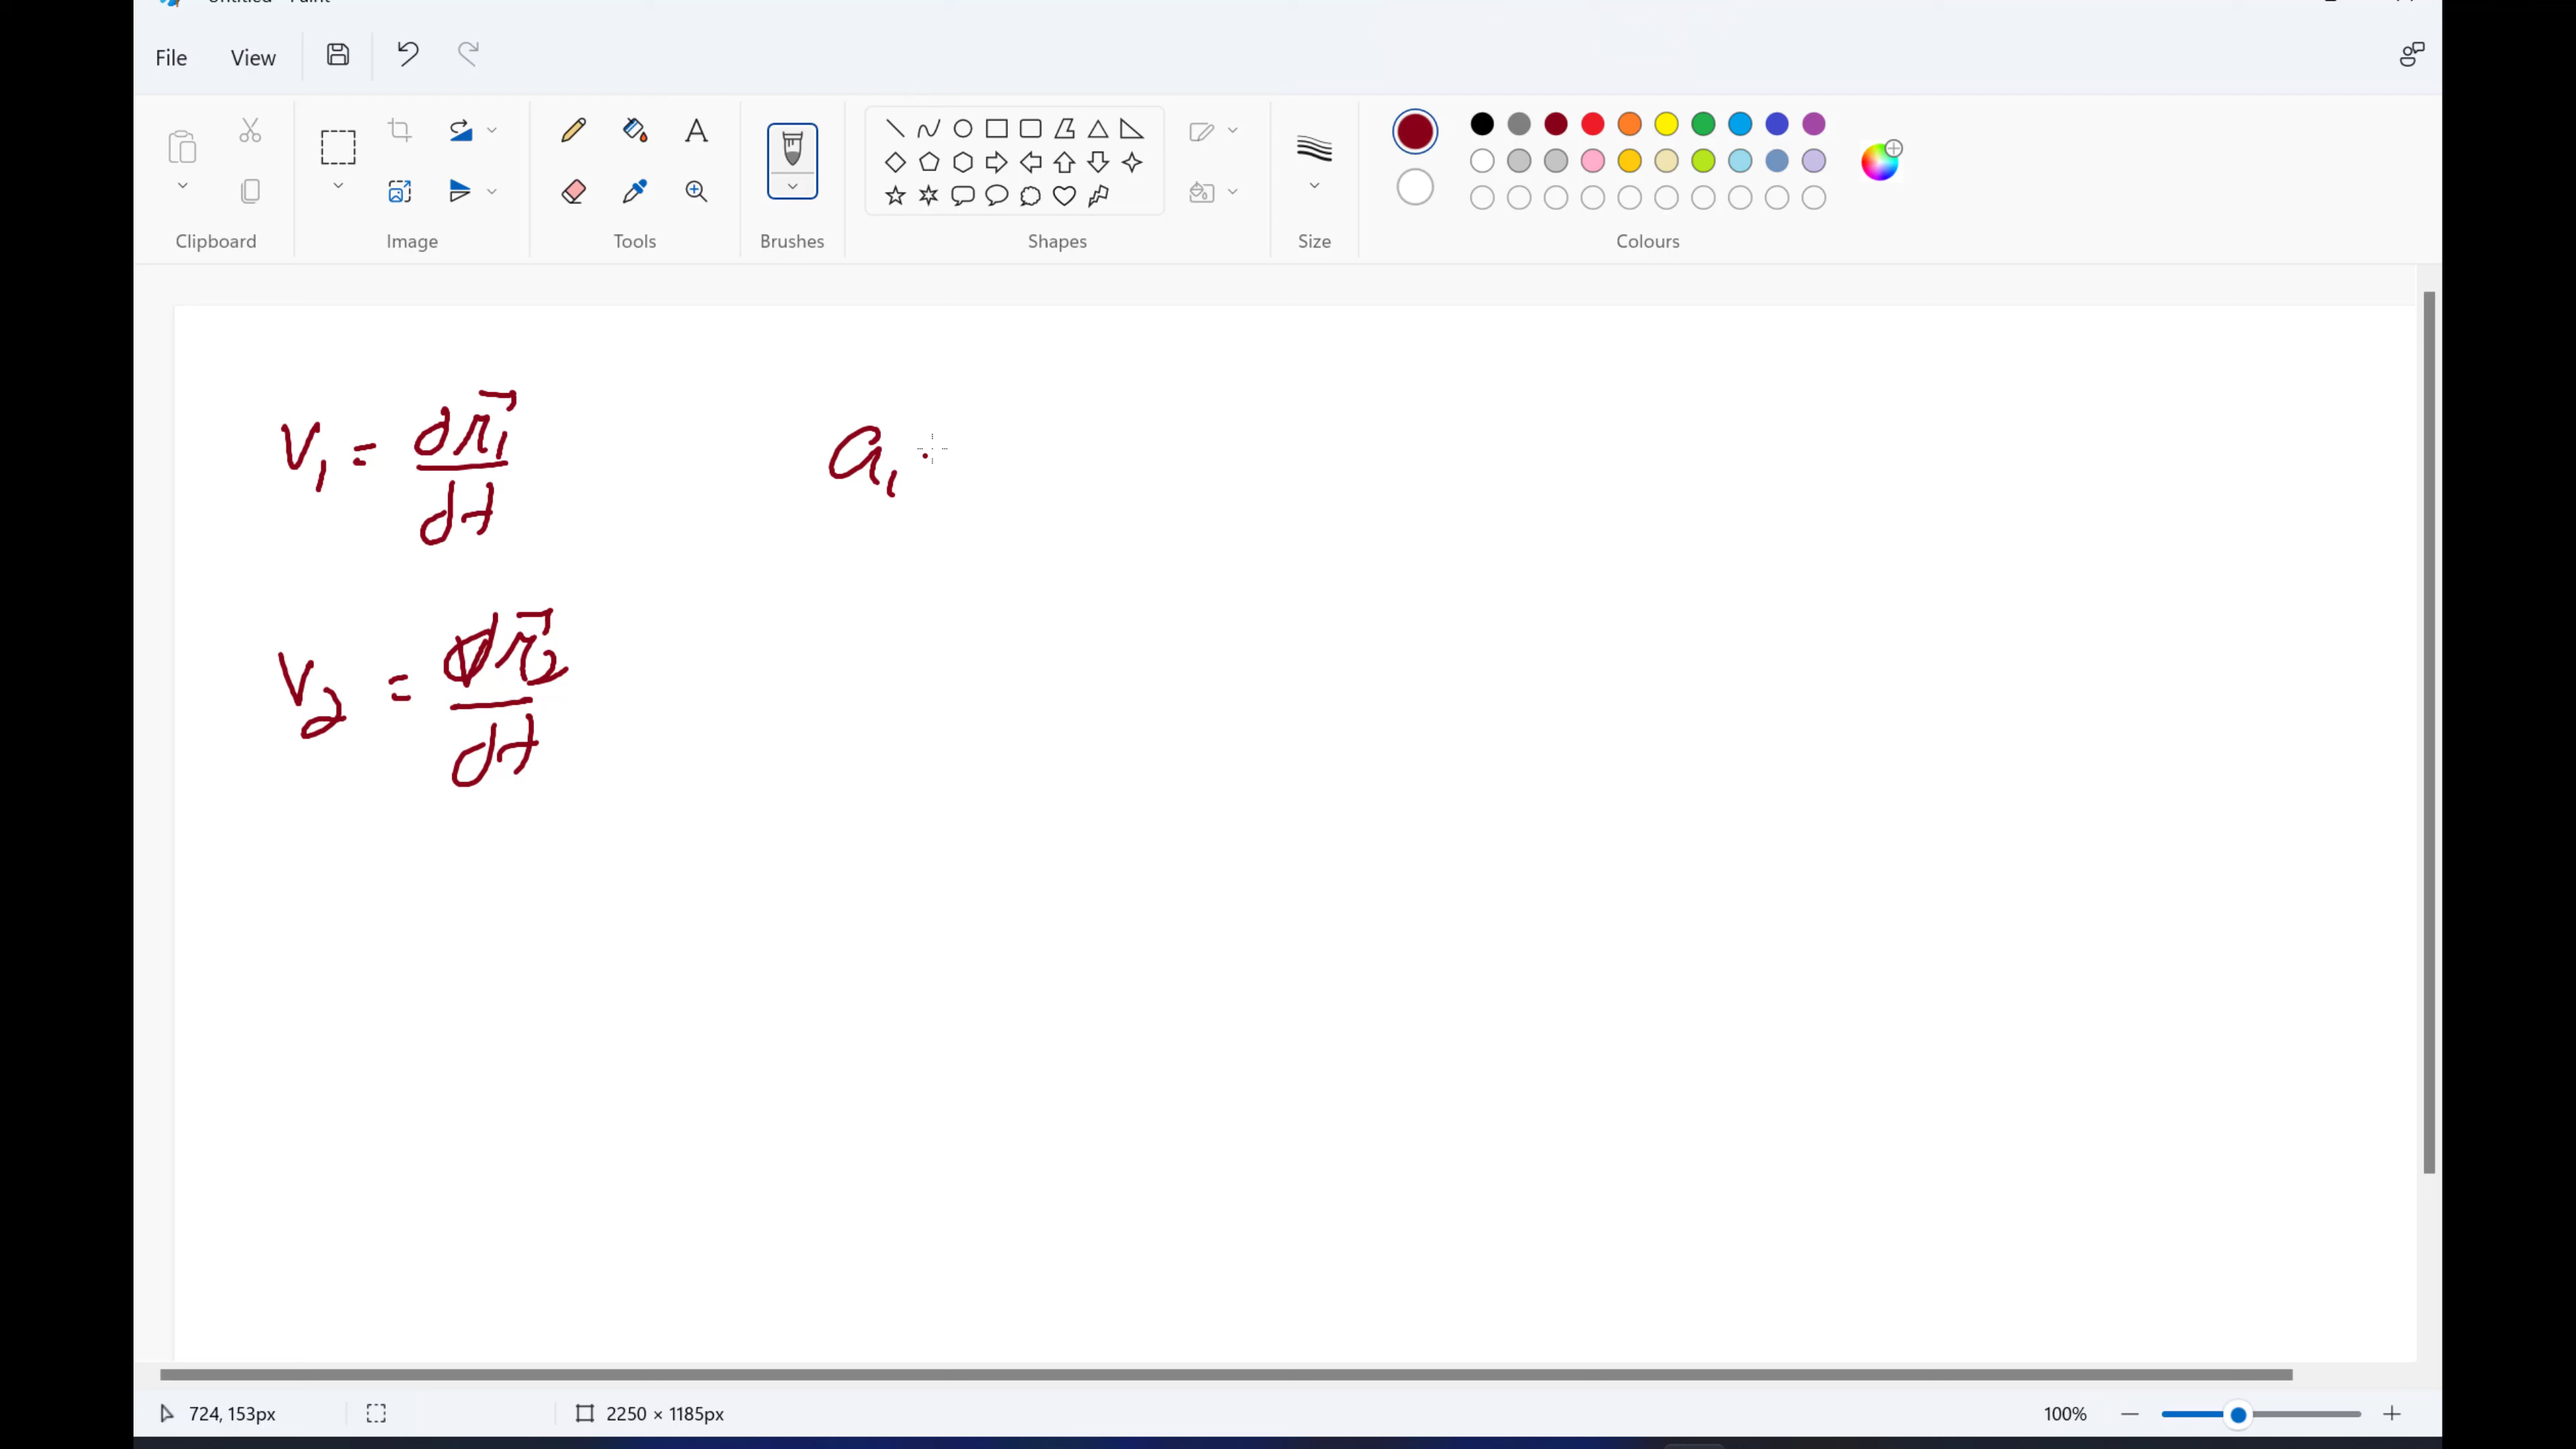 File View
Clipboard Image Tools Brushes Shapes Size Colours
V₁ = dr⃗₁/dt
a₁
V₂ = dr⃗₂/dt
724, 153px 2250 × 1185px 100%